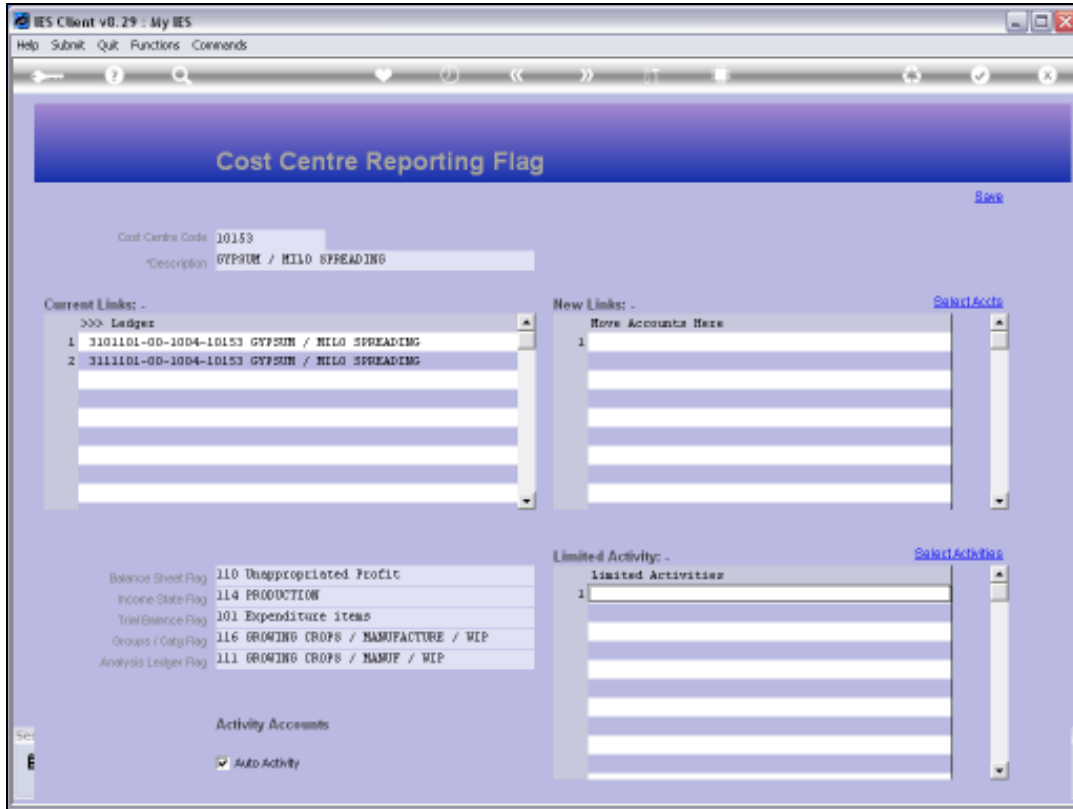 IES Client v8.29 : My IES
Help Submit Quit Functions Commands
Cost Centre Reporting Flag
Save
Cost Centre Code 10153
*Description GYPSUM / MILO SPREADING
Current Links: -
>>> Ledger
1 3101101-00-1004-10153 GYPSUM / MILO SPREADING
2 3111101-00-1004-10153 GYPSUM / MILO SPREADING
New Links: -
Select Accts
Move Accounts Here
1
Balance Sheet Flag 110 Unappropriated Profit
Income State Flag 114 PRODUCTION
Trial Balance Flag 101 Expenditure items
Groups / Catg Flag 116 GROWING CROPS / MANUFACTURE / WIP
Analysis Ledger Flag 111 GROWING CROPS / MANUF / WIP
Limited Activity: -
Select Activities
Limited Activities
1
Activity Accounts
Auto Activity